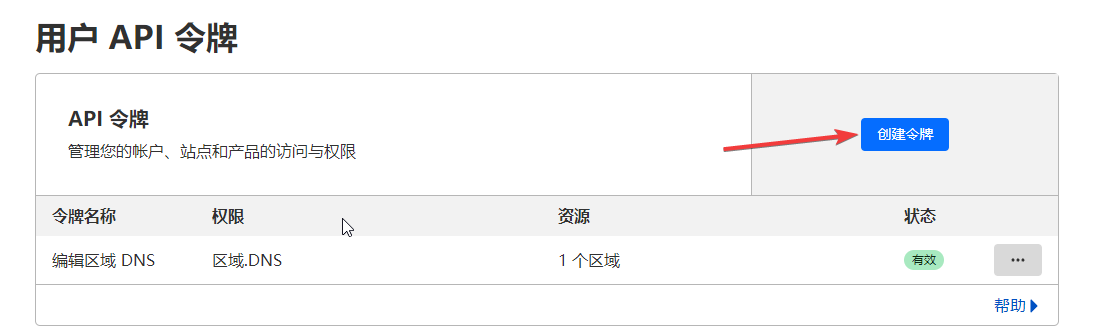 用户 API 令牌
API 令牌
管理您的帐户、站点和产品的访问与权限
创建令牌
令牌名称 权限 资源 状态
编辑区域 DNS 区域.DNS 1 个区域 有效 ...
帮助